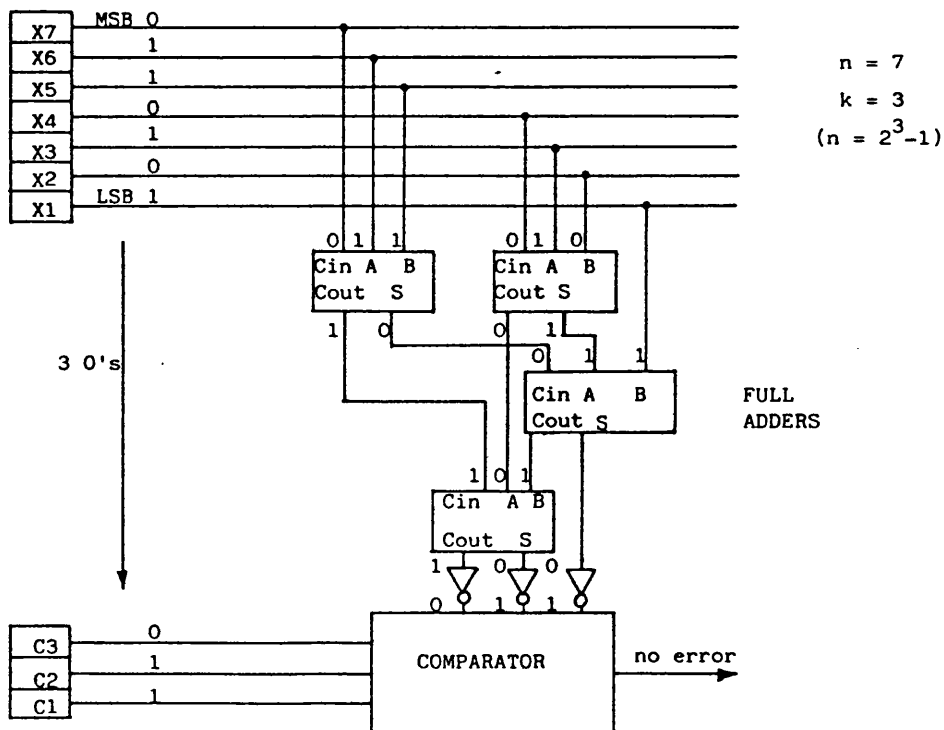 X7 MSB 0
X6 1
X5 1
X4 0
X3 1
X2 0
X1 LSB 1
n = 7
k = 3
(n = 2^3-1)
0 1 1
0 1 0
Cin A B
Cout S
Cin A B
Cout S
1 0
0 1
0 1 1
3 0's
Cin A B
Cout S
FULL
ADDERS
1 0 1
Cin A B
Cout S
1 0 0
0 1 1
C3 0
C2 1
C1 1
COMPARATOR
no error